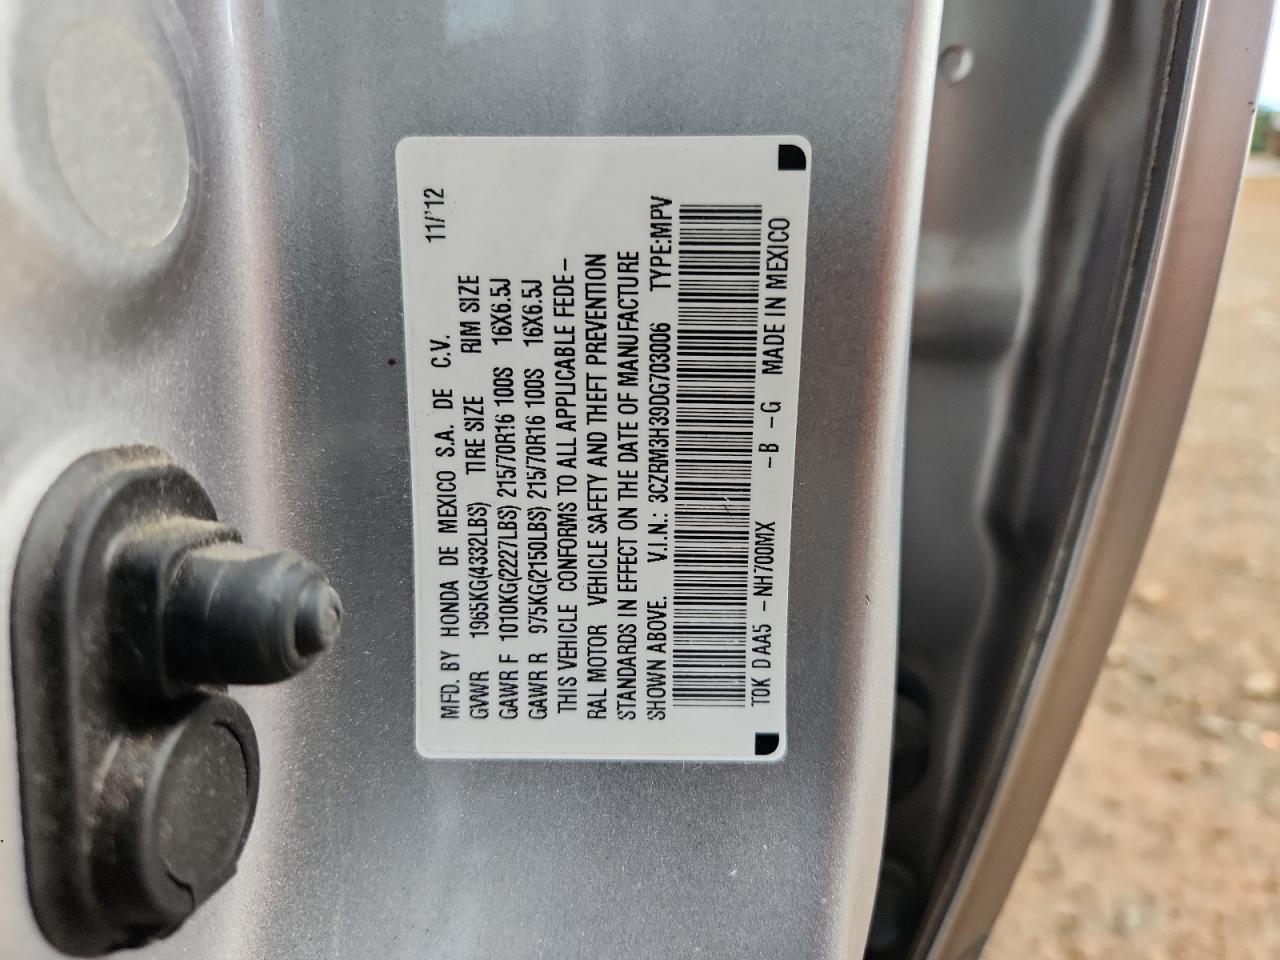 MFD. BY HONDA DE MEXICO S.A. DE C.V. 11/'12
GVWR 1965KG(4332LBS) TIRE SIZE RIM SIZE
GAWR F 1010KG(2227LBS) 215/70R16 100S 16X6.5J
GAWR R 975KG(2150LBS) 215/70R16 100S 16X6.5J
THIS VEHICLE CONFORMS TO ALL APPLICABLE FEDE-
RAL MOTOR VEHICLE SAFETY AND THEFT PREVENTION
STANDARDS IN EFFECT ON THE DATE OF MANUFACTURE
SHOWN ABOVE. V.I.N.: 3CZRM3H39DG703006 TYPE:MPV
T0K D AA5 -NH700MX -B -G MADE IN MEXICO